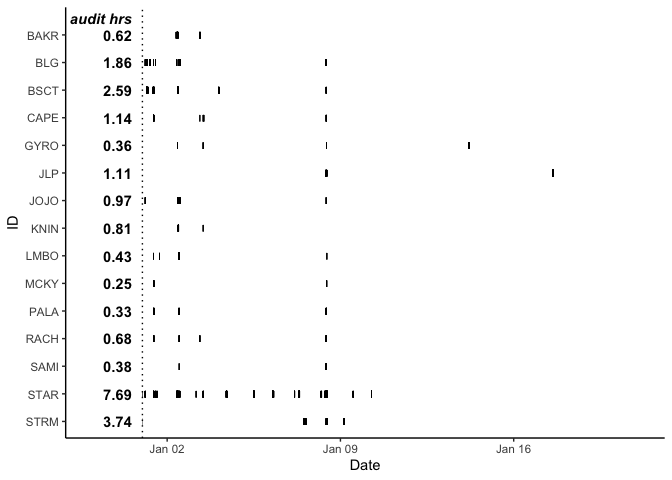 audit hrs
BAKR 0.62
BLG 1.86
BSCT 2.59
CAPE 1.14
GYRO 0.36
JLP 1.11
JOJO 0.97
KNIN 0.81
LMBO 0.43
MCKY 0.25
PALA 0.33
RACH 0.68
SAMI 0.38
STAR 7.69
STRM 3.74
ID
Jan 02 Jan 09 Jan 16
Date